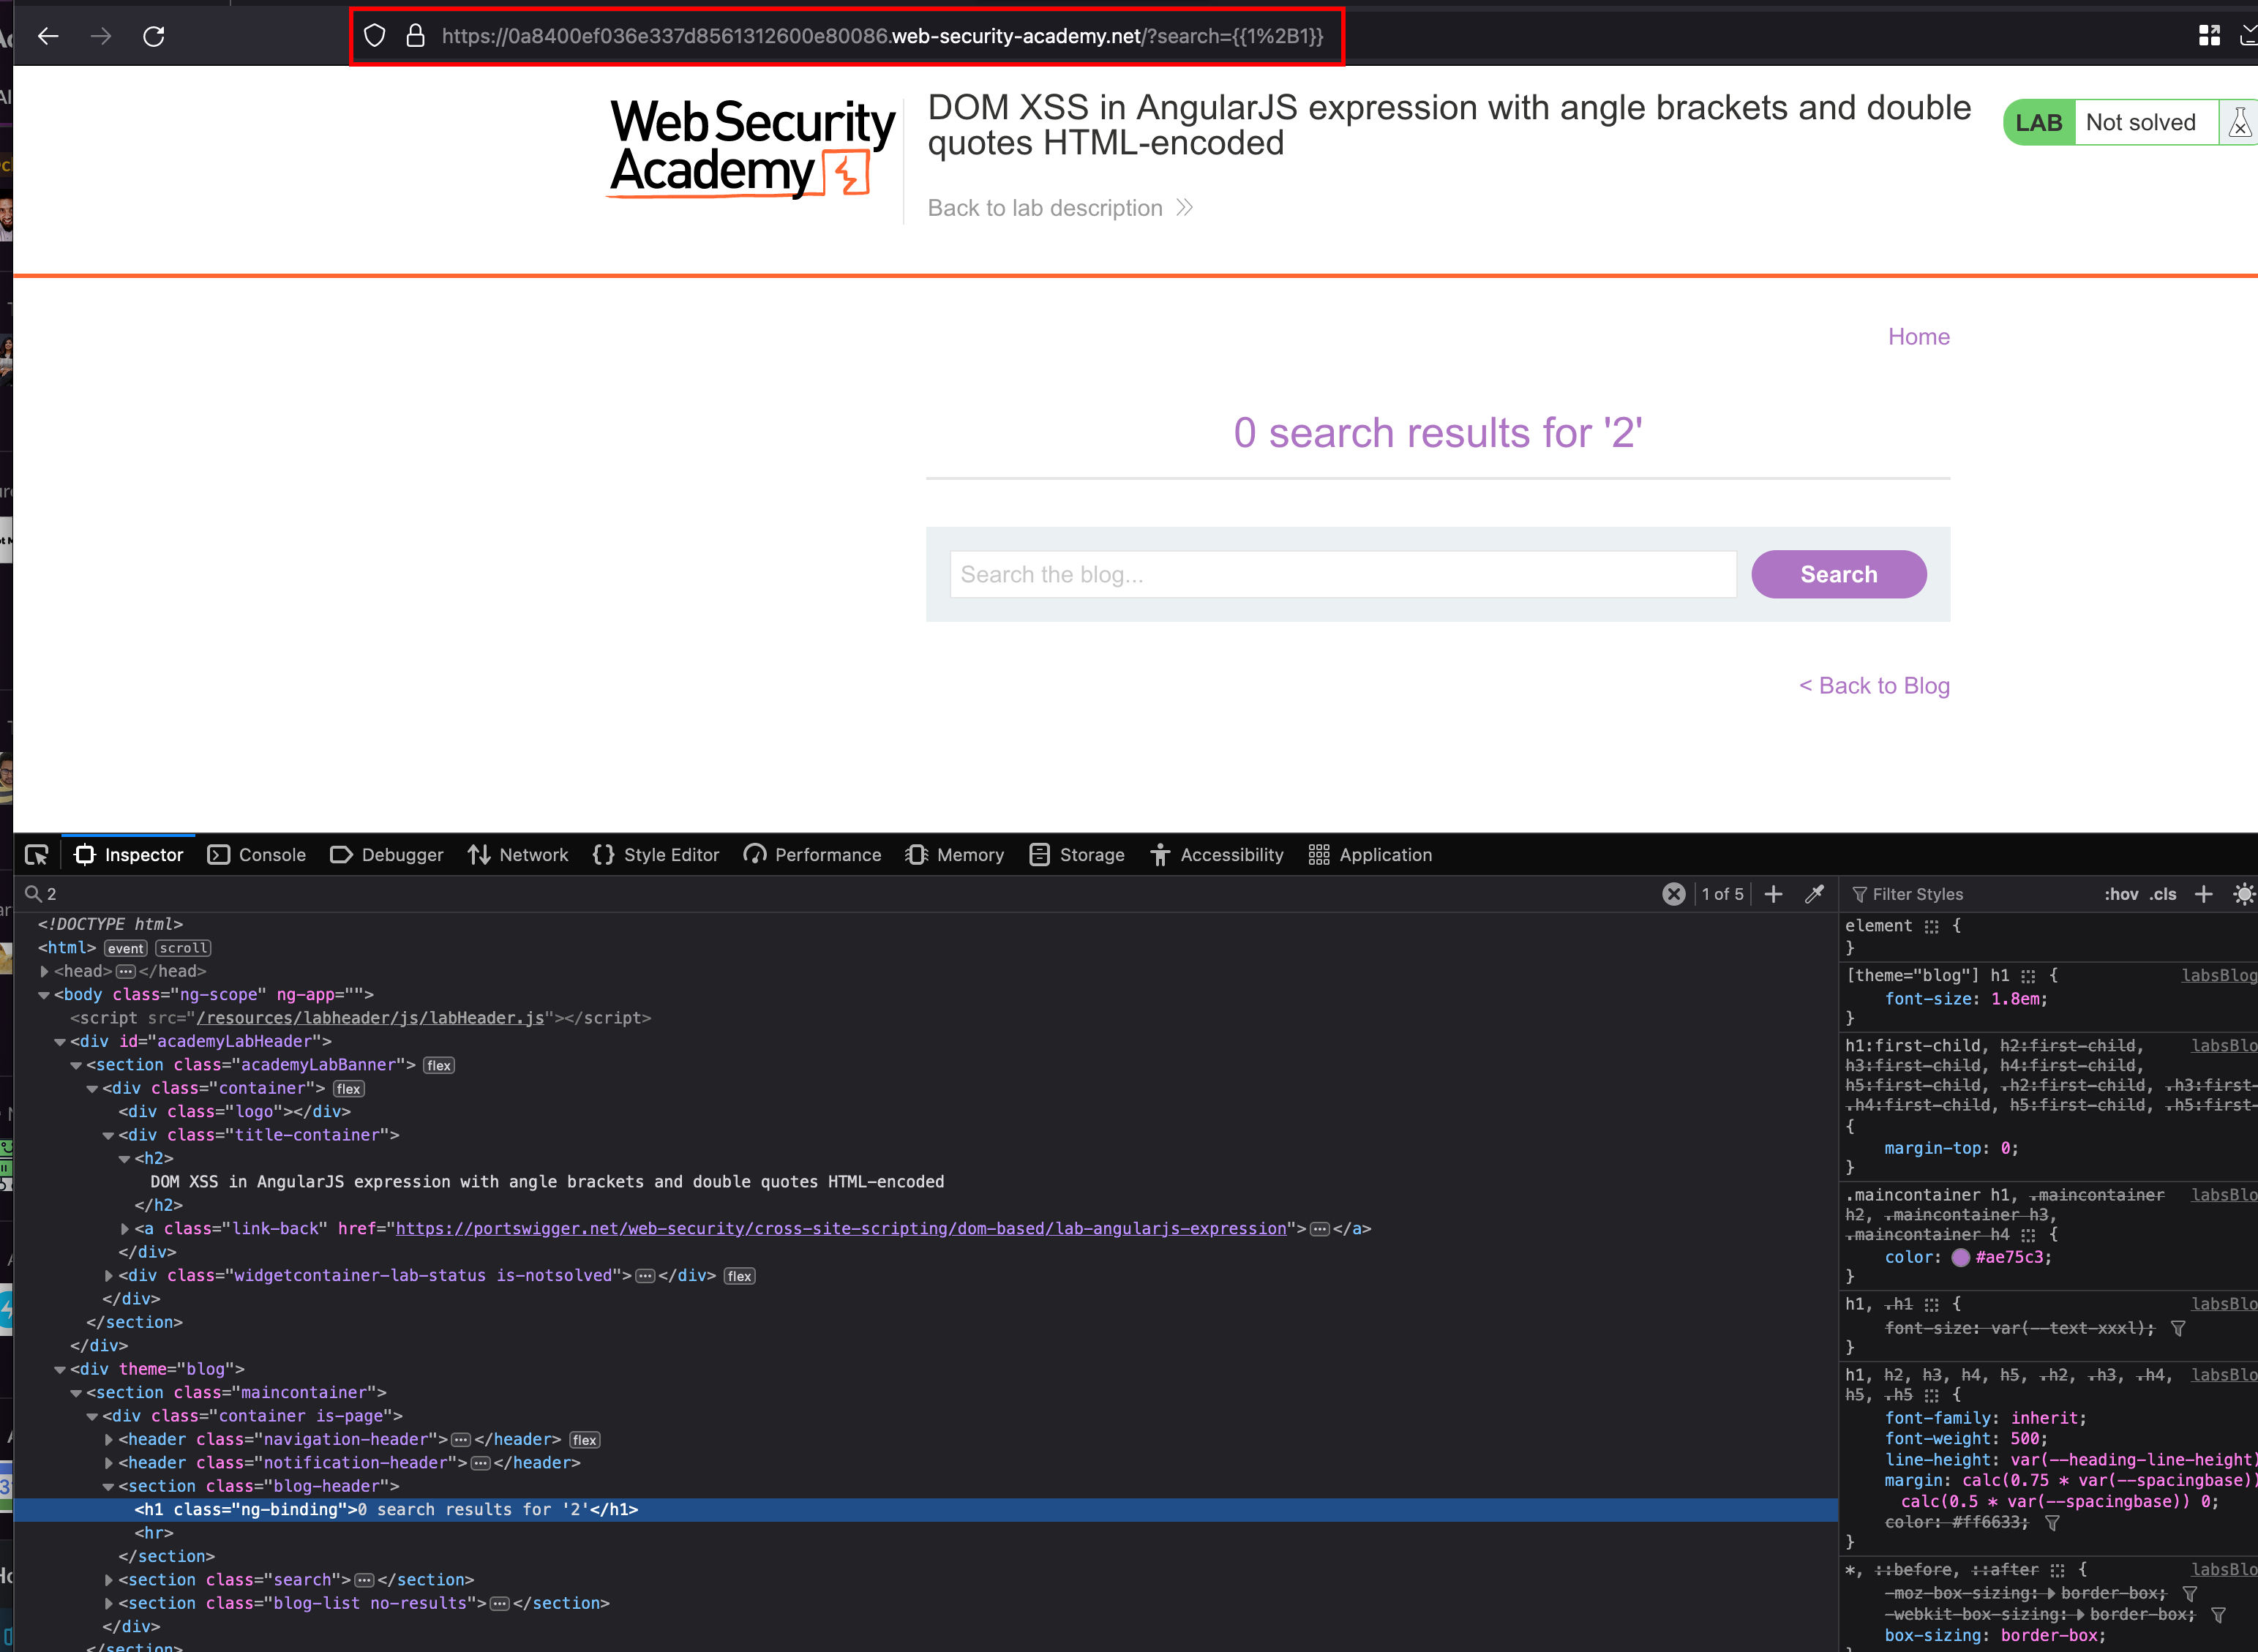 https://0a8400ef036e337d8561312600e80086.web-security-academy.net/?search={{1%2B1}}
Web Security
Academy
DOM XSS in AngularJS expression with angle brackets and double
quotes HTML-encoded
LAB Not solved
Back to lab description
Home
0 search results for '2'
Search the blog...
Search
< Back to Blog
Inspector Console Debugger Network Style Editor Performance Memory Storage Accessibility Application
2
1 of 5
<!DOCTYPE html>
<html> event scroll
<head> ••• </head>
<body class="ng-scope" ng-app="">
<script src="/resources/labheader/js/labHeader.js"></script>
<div id="academyLabHeader">
<section class="academyLabBanner"> flex
<div class="container"> flex
<div class="logo"></div>
<div class="title-container">
<h2>
DOM XSS in AngularJS expression with angle brackets and double quotes HTML-encoded
</h2>
<a class="link-back" href="https://portswigger.net/web-security/cross-site-scripting/dom-based/lab-angularjs-expression"> ••• </a>
</div>
<div class="widgetcontainer-lab-status is-notsolved"> ••• </div> flex
</div>
</section>
</div>
<div theme="blog">
<section class="maincontainer">
<div class="container is-page">
<header class="navigation-header"> ••• </header> flex
<header class="notification-header"> ••• </header>
<section class="blog-header">
<h1 class="ng-binding">0 search results for '2'</h1>
<hr>
</section>
<section class="search"> ••• </section>
<section class="blog-list no-results"> ••• </section>
</div>
</section>
Filter Styles
:hov .cls
element {
}
[theme="blog"] h1 { labsBlog
font-size: 1.8em;
}
h1:first-child, h2:first-child, labsBlo
h3:first-child, h4:first-child,
h5:first-child, .h2:first-child, .h3:first-
.h4:first-child, h5:first-child, .h5:first-
{
margin-top: 0;
}
.maincontainer h1, .maincontainer labsBlo
h2, .maincontainer h3,
.maincontainer h4 {
color: #ae75c3;
}
h1, .h1 { labsBlo
font-size: var(--text-xxxl);
}
h1, h2, h3, h4, h5, .h2, .h3, .h4, labsBlo
h5, .h5 {
font-family: inherit;
font-weight: 500;
line-height: var(--heading-line-height)
margin: calc(0.75 * var(--spacingbase))
calc(0.5 * var(--spacingbase)) 0;
color: #ff6633;
}
*, ::before, ::after { labsBlo
-moz-box-sizing: border-box;
-webkit-box-sizing: border-box;
box-sizing: border-box;